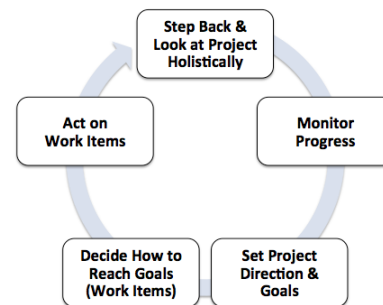 Step Back &
Look at Project
Holistically
Monitor
Progress
Set Project
Direction &
Goals
Decide How to
Reach Goals
(Work Items)
Act on
Work Items